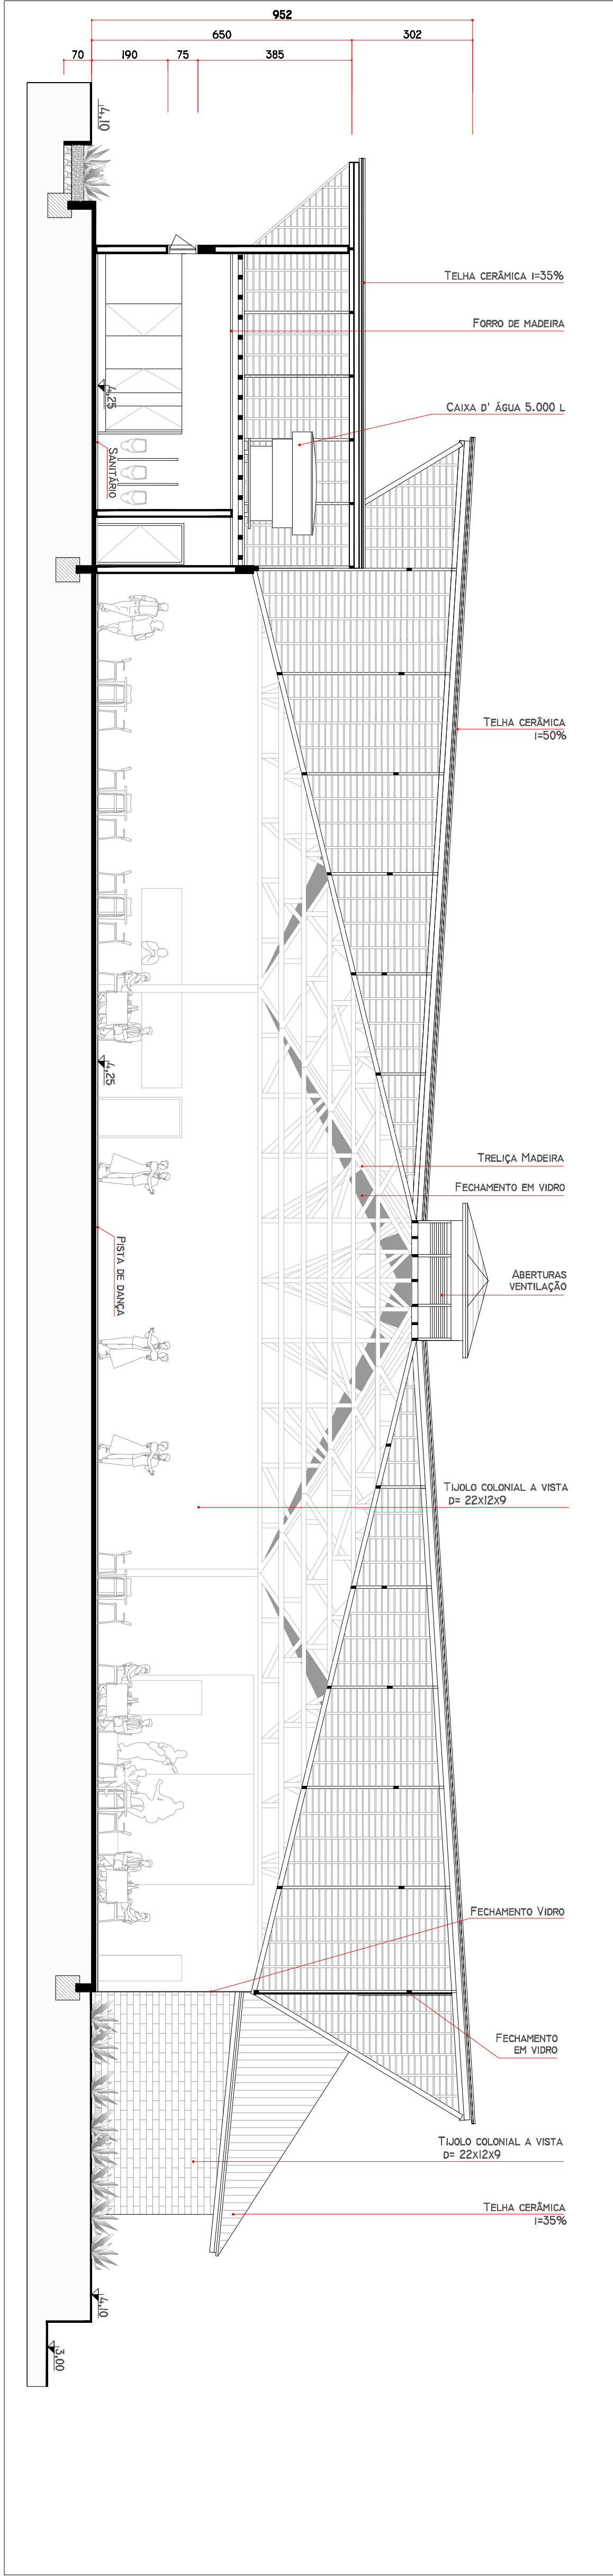 952
650
302
70
190
75
385
4,10
TELHA CERÂMICA I=35%
FORRO DE MADEIRA
CAIXA D' ÁGUA 5.000 L
4,25
SANITÁRIO
TELHA CERÂMICA
I=50%
4,25
TRELIÇA MADEIRA
FECHAMENTO EM VIDRO
PISTA DE DANÇA
ABERTURAS
VENTILAÇÃO
TIJOLO COLONIAL A VISTA
D= 22X12X9
FECHAMENTO VIDRO
FECHAMENTO
EM VIDRO
TIJOLO COLONIAL A VISTA
D= 22X12X9
TELHA CERÂMICA
I=35%
4,10
3,00